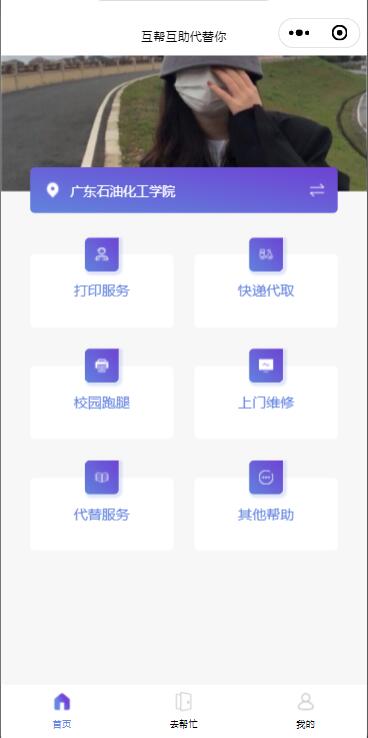 互帮互助代替你
广东石油化工学院
打印服务
快递代取
校园跑腿
上门维修
代替服务
其他帮助
首页
去帮忙
我的